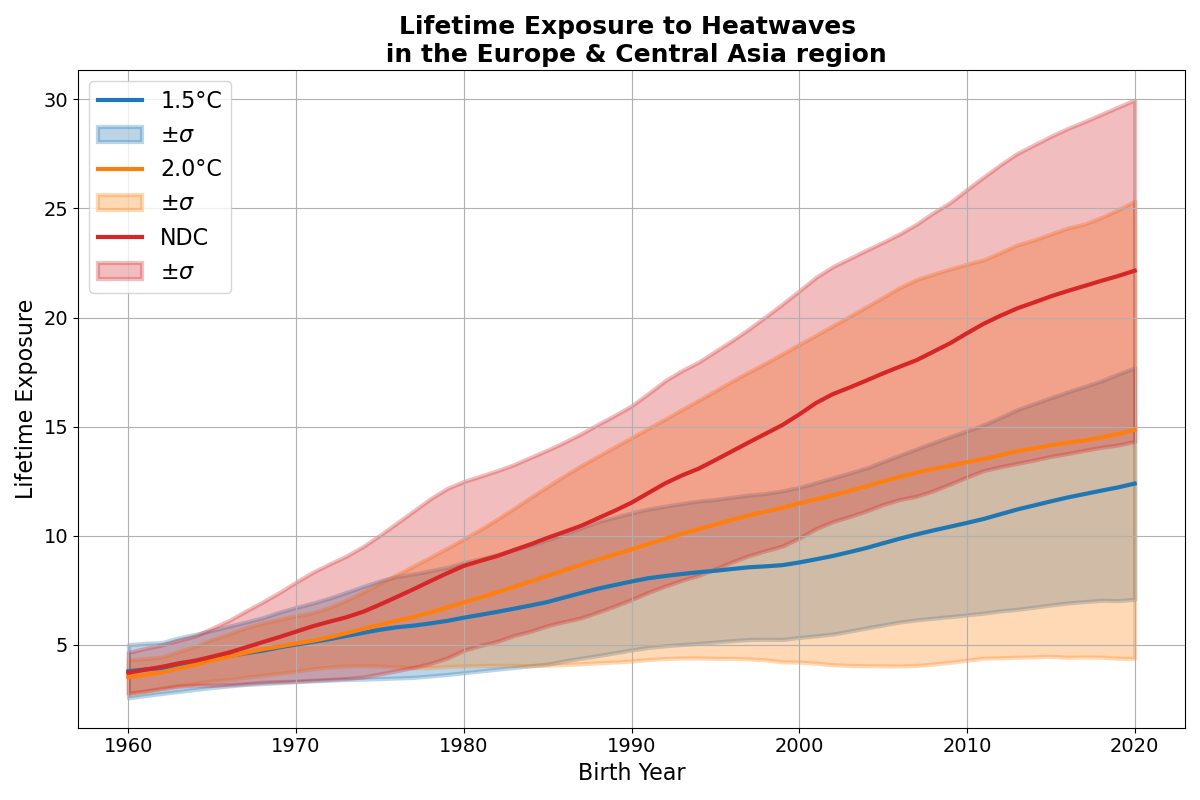 Lifetime Exposure to Heatwaves
in the Europe & Central Asia region
1.5°C
±σ
2.0°C
±σ
NDC
±σ
Lifetime Exposure
30
25
20
15
10
5
1960
1970
1980
1990
2000
2010
2020
Birth Year